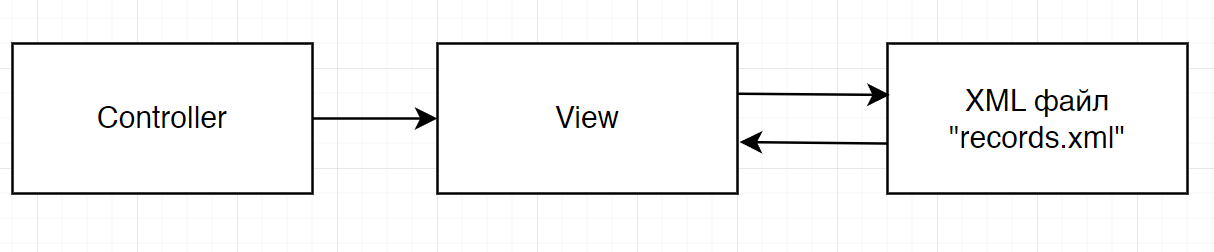 Controller
View
XML файл
"records.xml"